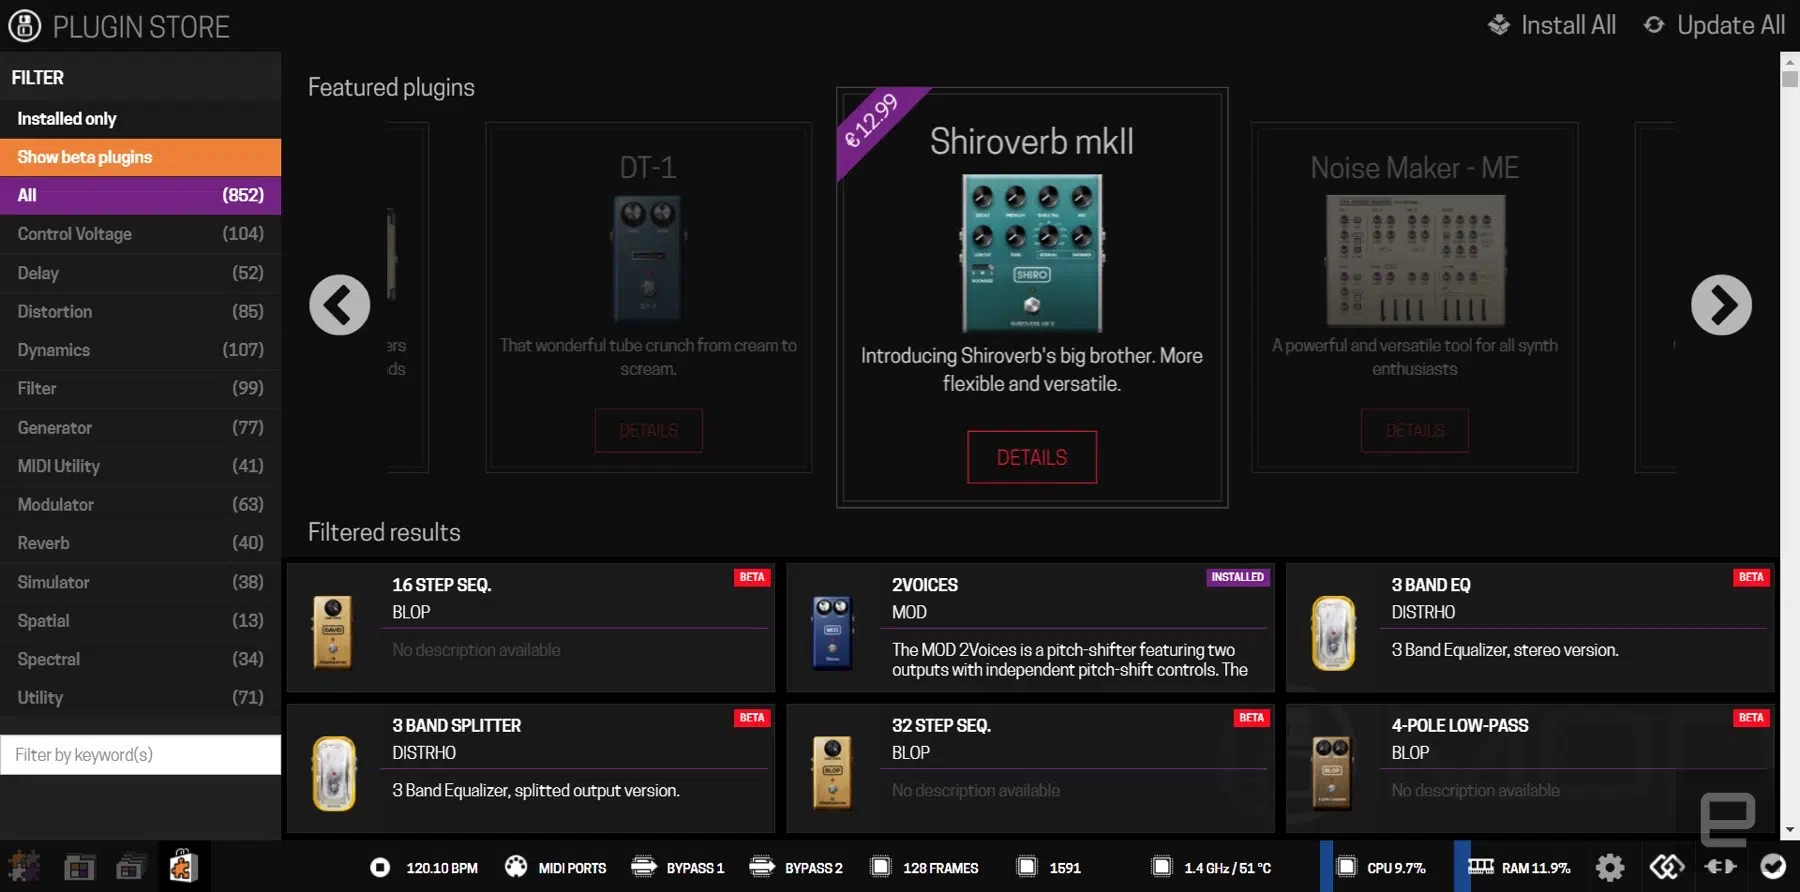 PLUGIN STORE
Install All
Update All
FILTER
Installed only
Show beta plugins
All (852)
Control Voltage (104)
Delay (52)
Distortion (85)
Dynamics (107)
Filter (99)
Generator (77)
MIDI Utility (41)
Modulator (63)
Reverb (40)
Simulator (38)
Spatial (13)
Spectral (34)
Utility (71)
Filter by keyword(s)
Featured plugins
ers
ds
DT-1
DT-1
That wonderful tube crunch from cream to
scream.
DETAILS
€12.99
Shiroverb mkII
SHIRO
SHIROVERB MK II
Introducing Shiroverb's big brother. More
flexible and versatile.
DETAILS
Noise Maker - ME
A powerful and versatile tool for all synth
enthusiasts
DETAILS
Filtered results
16 STEP SEQ.
BETA
BLOP
No description available
2VOICES
INSTALLED
MOD
MOD
The MOD 2Voices is a pitch-shifter featuring two
outputs with independent pitch-shift controls. The
3 BAND EQ
BETA
DISTRHO
3 Band Equalizer, stereo version.
3 BAND SPLITTER
BETA
DISTRHO
3 Band Equalizer, splitted output version.
32 STEP SEQ.
BETA
BLOP
BLOP
No description available
4-POLE LOW-PASS
BETA
BLOP
BLOP
No description available
120.10 BPM
MIDI PORTS
BYPASS 1
BYPASS 2
128 FRAMES
1591
1.4 GHz / 51 °C
CPU 9.7%
RAM 11.9%